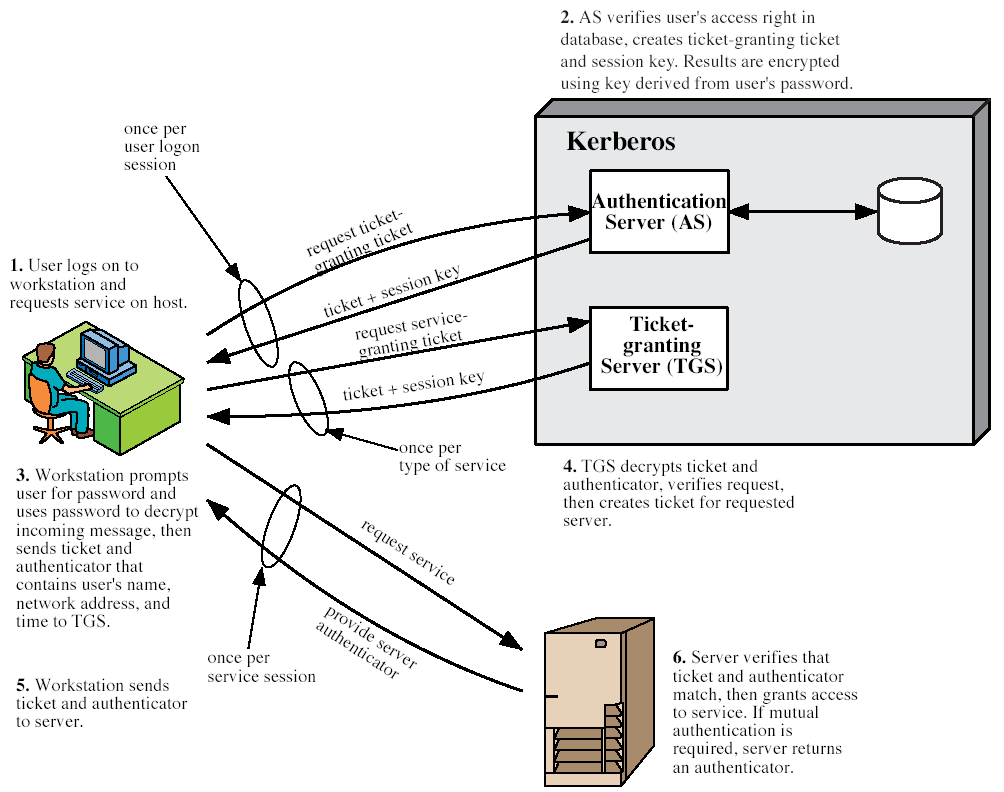 2. AS verifies user's access right in
database, creates ticket-granting ticket
and session key. Results are encrypted
using key derived from user's password.
once per
user logon
session
Kerberos
Authentication
Server (AS)
request ticket-
granting ticket
1. User logs on to
workstation and
requests service on host.
ticket + session key
request service-
granting ticket
Ticket-
granting
Server (TGS)
ticket + session key
once per
type of service
3. Workstation prompts
user for password and
uses password to decrypt
incoming message, then
sends ticket and
authenticator that
contains user's name,
network address, and
time to TGS.
4. TGS decrypts ticket and
authenticator, verifies request,
then creates ticket for requested
server.
request service
provide server
authenticator
once per
service session
5. Workstation sends
ticket and authenticator
to server.
6. Server verifies that
ticket and authenticator
match, then grants access
to service. If mutual
authentication is
required, server returns
an authenticator.